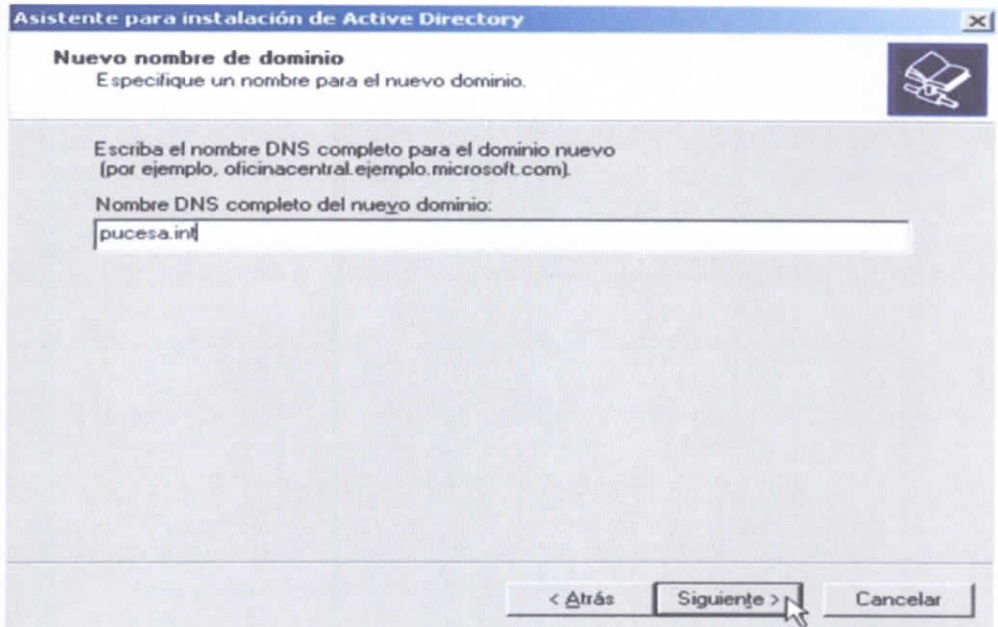 Asistente para instalación de Active Directory
Nuevo nombre de dominio
Especifique un nombre para el nuevo dominio.
Escriba el nombre DNS completo para el dominio nuevo
(por ejemplo, oficinacentral.ejemplo.microsoft.com).
Nombre DNS completo del nuevo dominio:
pucesa.int
< Atrás Siguiente > Cancelar